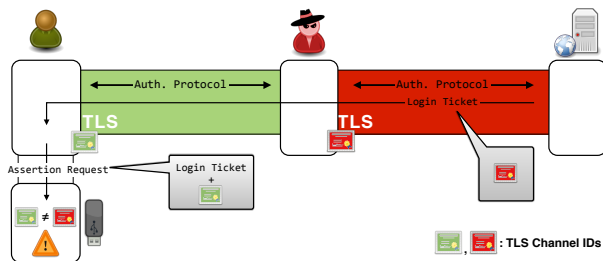 Auth. Protocol
Auth. Protocol
Login Ticket
TLS
TLS
Assertion Request
Login Ticket
+
≠
!
, : TLS Channel IDs